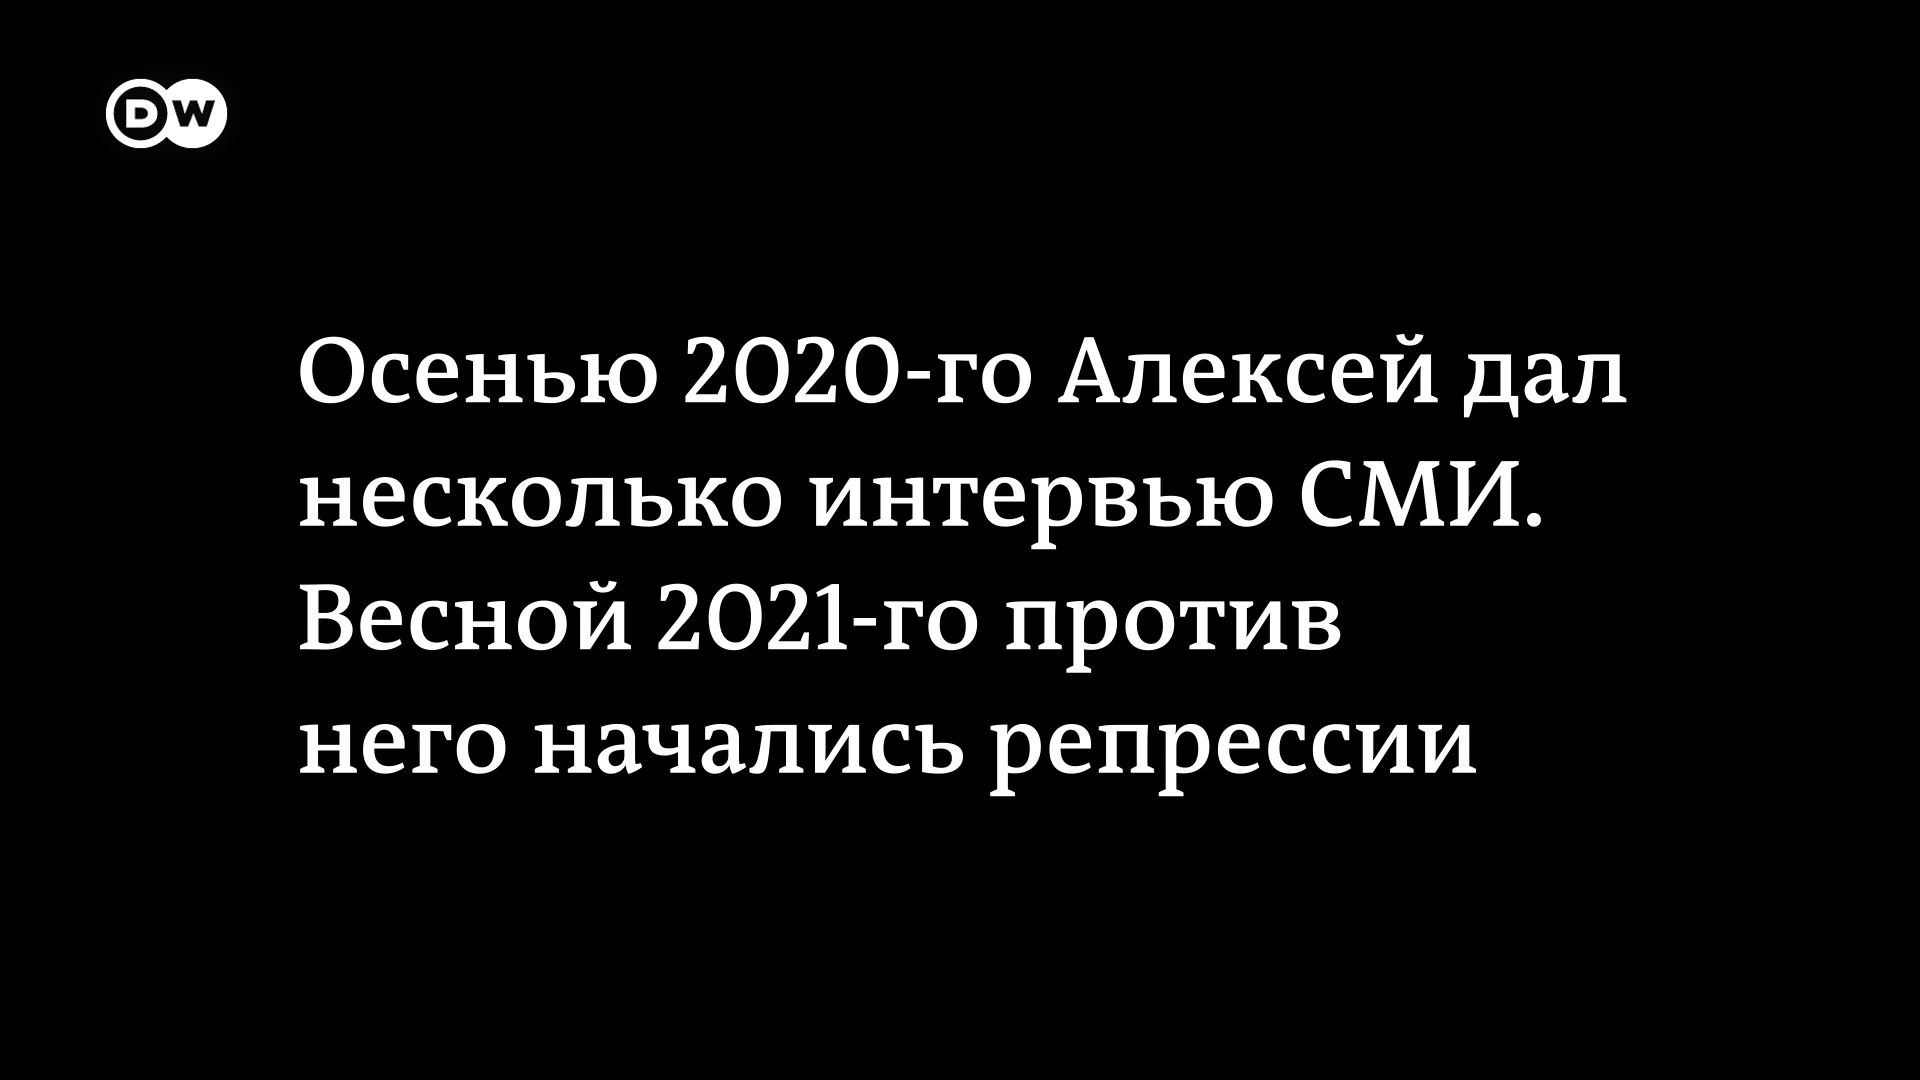 DW
Осенью 2020-го Алексей дал
несколько интервью СМИ.
Весной 2021-го против
него начались репрессии